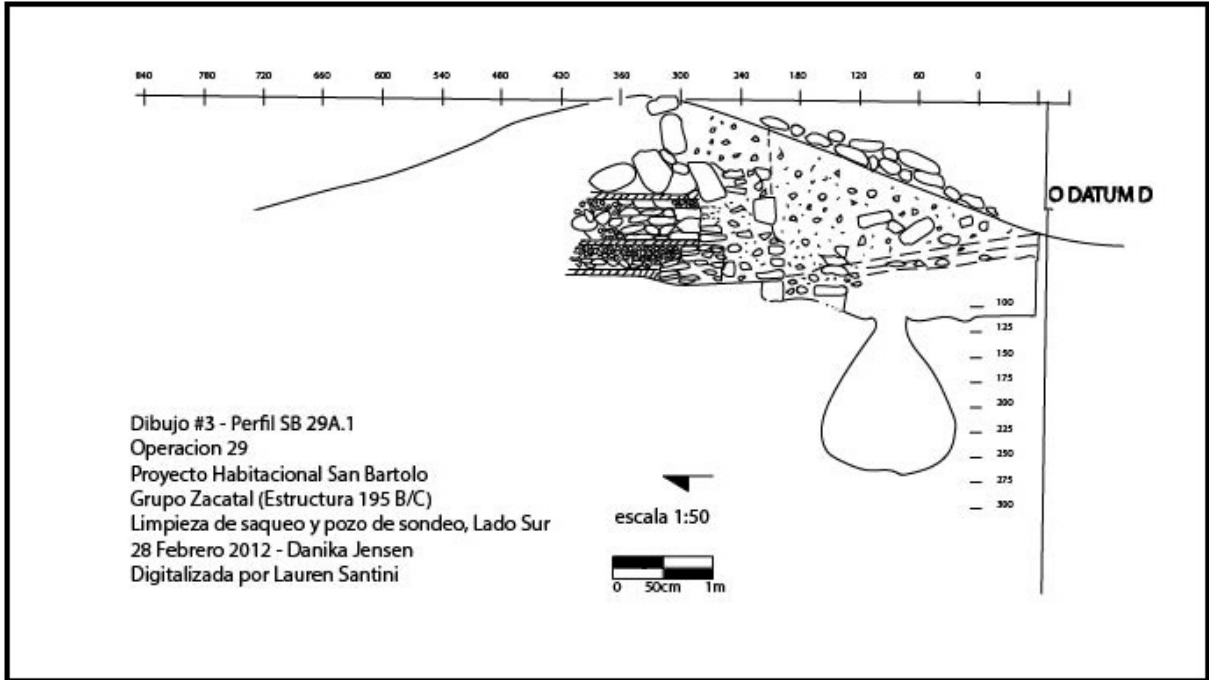 840 780 720 660 600 540 480 420 360 300 240 180 120 60 0
O DATUM D
100
125
150
175
200
225
250
275
300
Dibujo #3 - Perfil SB 29A.1
Operacion 29
Proyecto Habitacional San Bartolo
Grupo Zacatal (Estructura 195 B/C)
Limpieza de saqueo y pozo de sondeo, Lado Sur
28 Febrero 2012 - Danika Jensen
Digitalizada por Lauren Santini
escala 1:50
0 50cm 1m